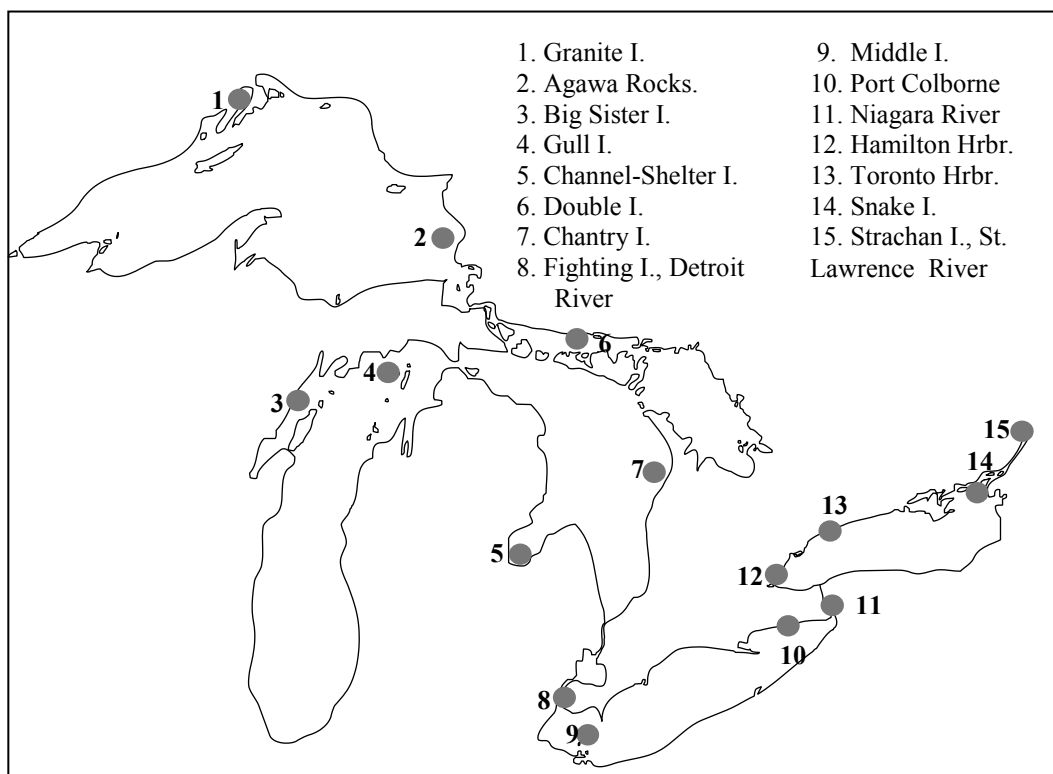 1. Granite I.
2. Agawa Rocks.
3. Big Sister I.
4. Gull I.
5. Channel-Shelter I.
6. Double I.
7. Chantry I.
8. Fighting I., Detroit
River
9. Middle I.
10. Port Colborne
11. Niagara River
12. Hamilton Hrbr.
13. Toronto Hrbr.
14. Snake I.
15. Strachan I., St.
Lawrence River
1
2
6
4
3
15
7
14
13
5
12
11
10
8
9